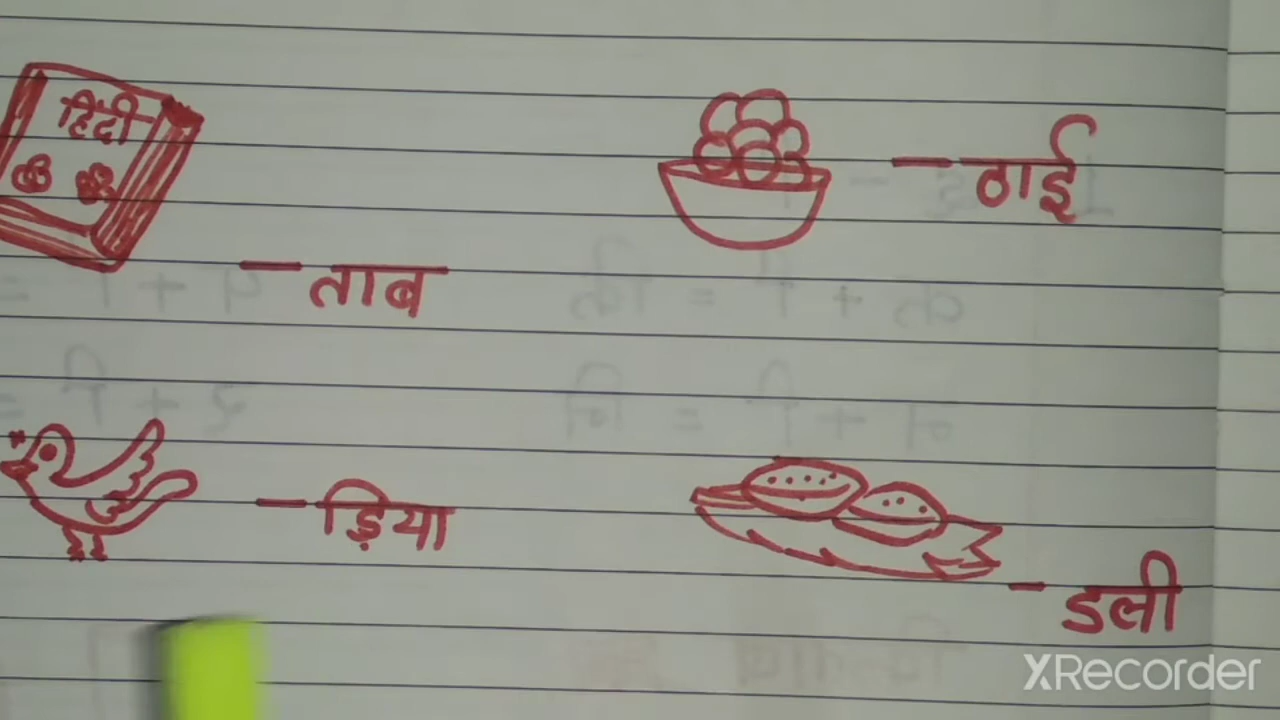 हिंदी
_ ठाई
_ ताब
_ ड़िया
_ डली
XRecorder